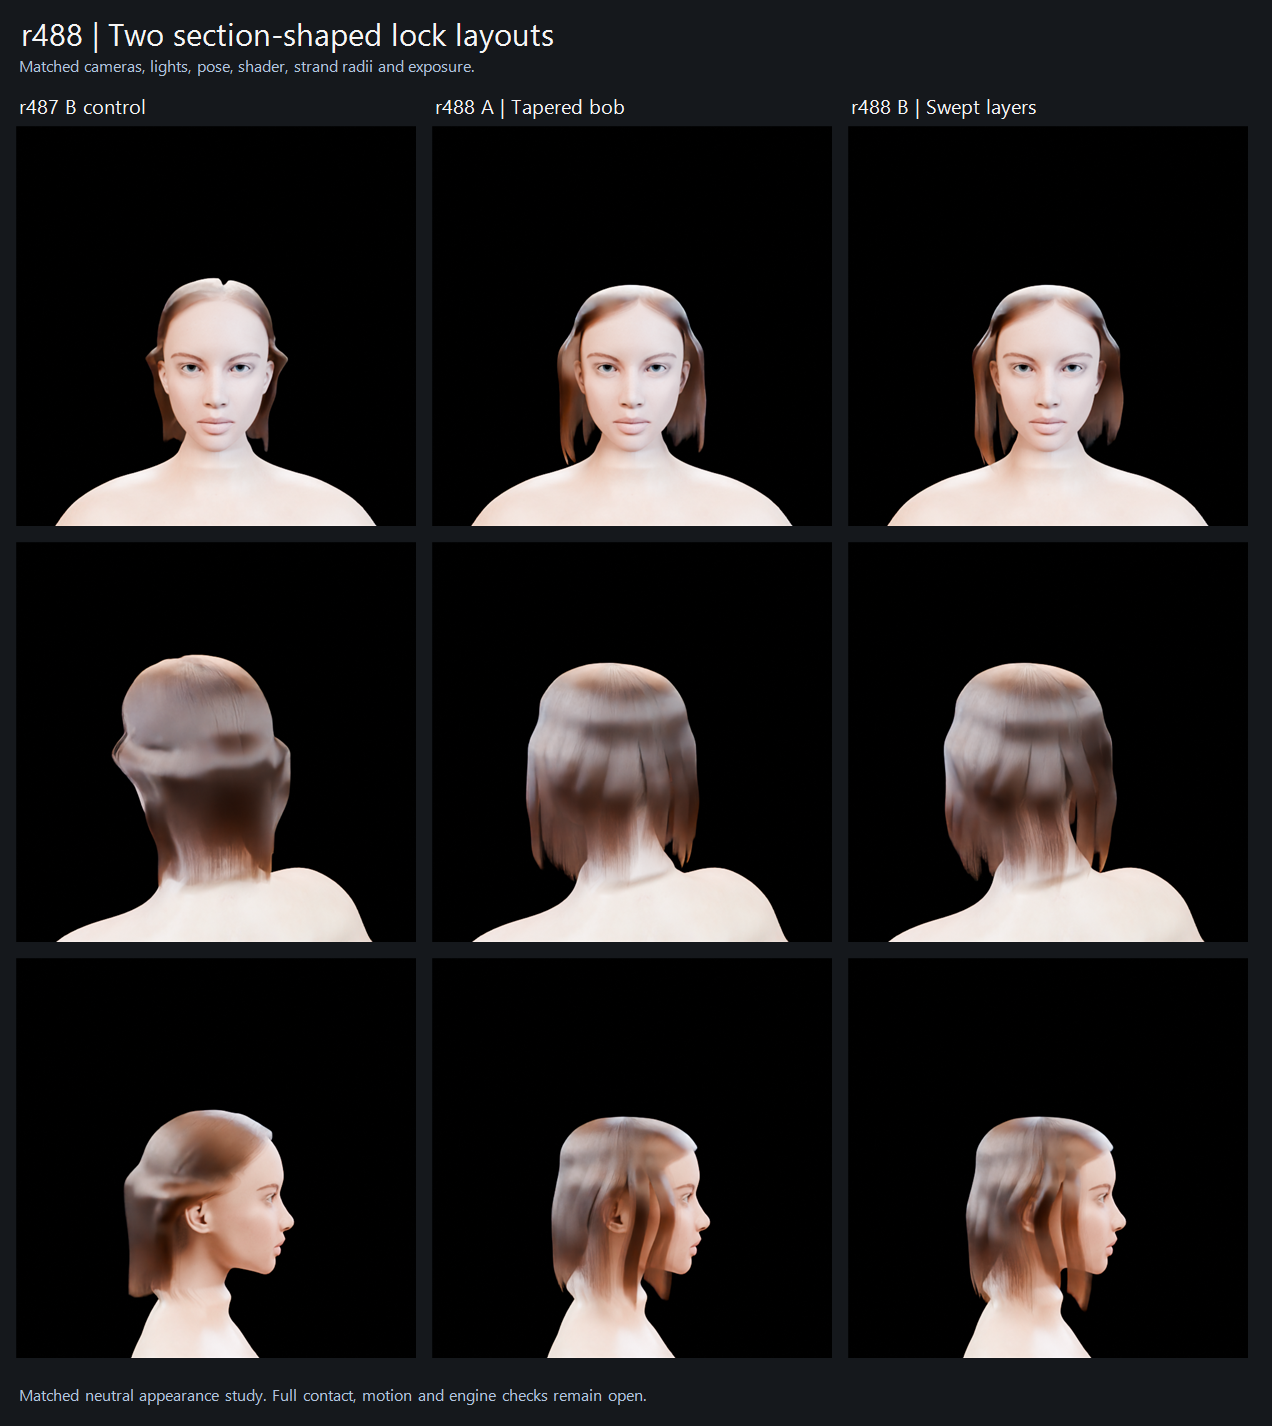 r488 | Two section-shaped lock layouts
Matched cameras, lights, pose, shader, strand radii and exposure.
r487 B control
r488 A | Tapered bob
r488 B | Swept layers
Matched neutral appearance study. Full contact, motion and engine checks remain open.